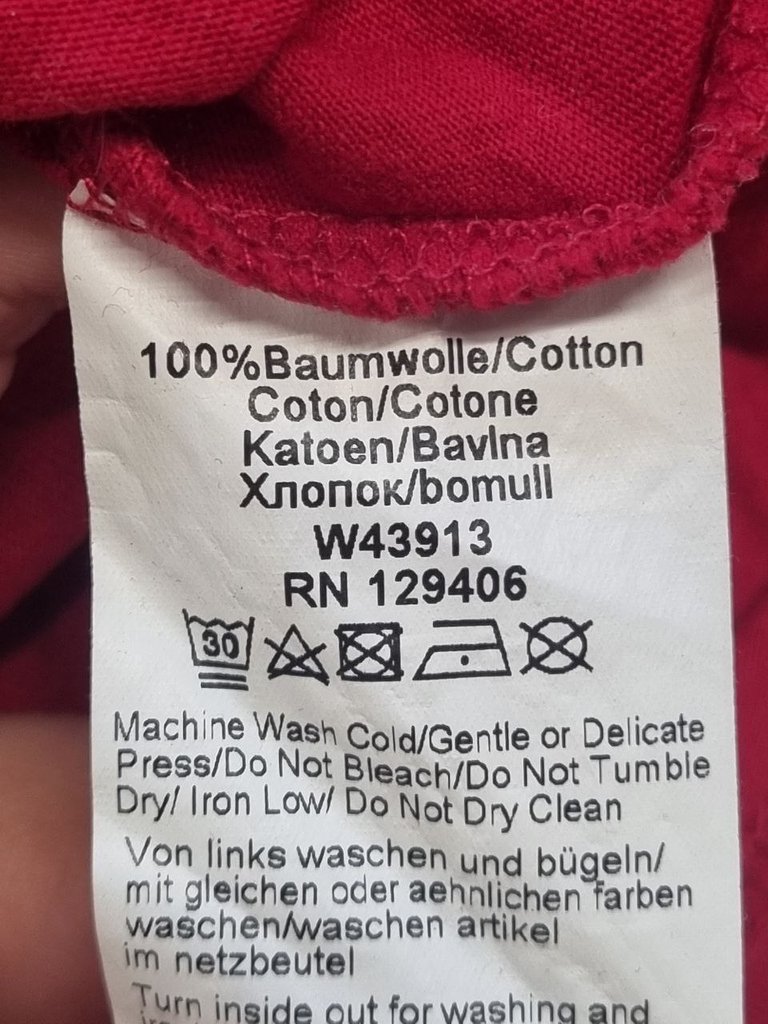 100%Baumwolle/Cotton
Coton/Cotone
Katoen/Bavlna
Хлопок/bomull
W43913
RN 129406
30
Machine Wash Cold/Gentle or Delicate
Press/Do Not Bleach/Do Not Tumble
Dry/ Iron Low/ Do Not Dry Clean
Von links waschen und bügeln/
mit gleichen oder aehnlichen farben
waschen/waschen artikel
im netzbeutel
Turn inside out for washing and